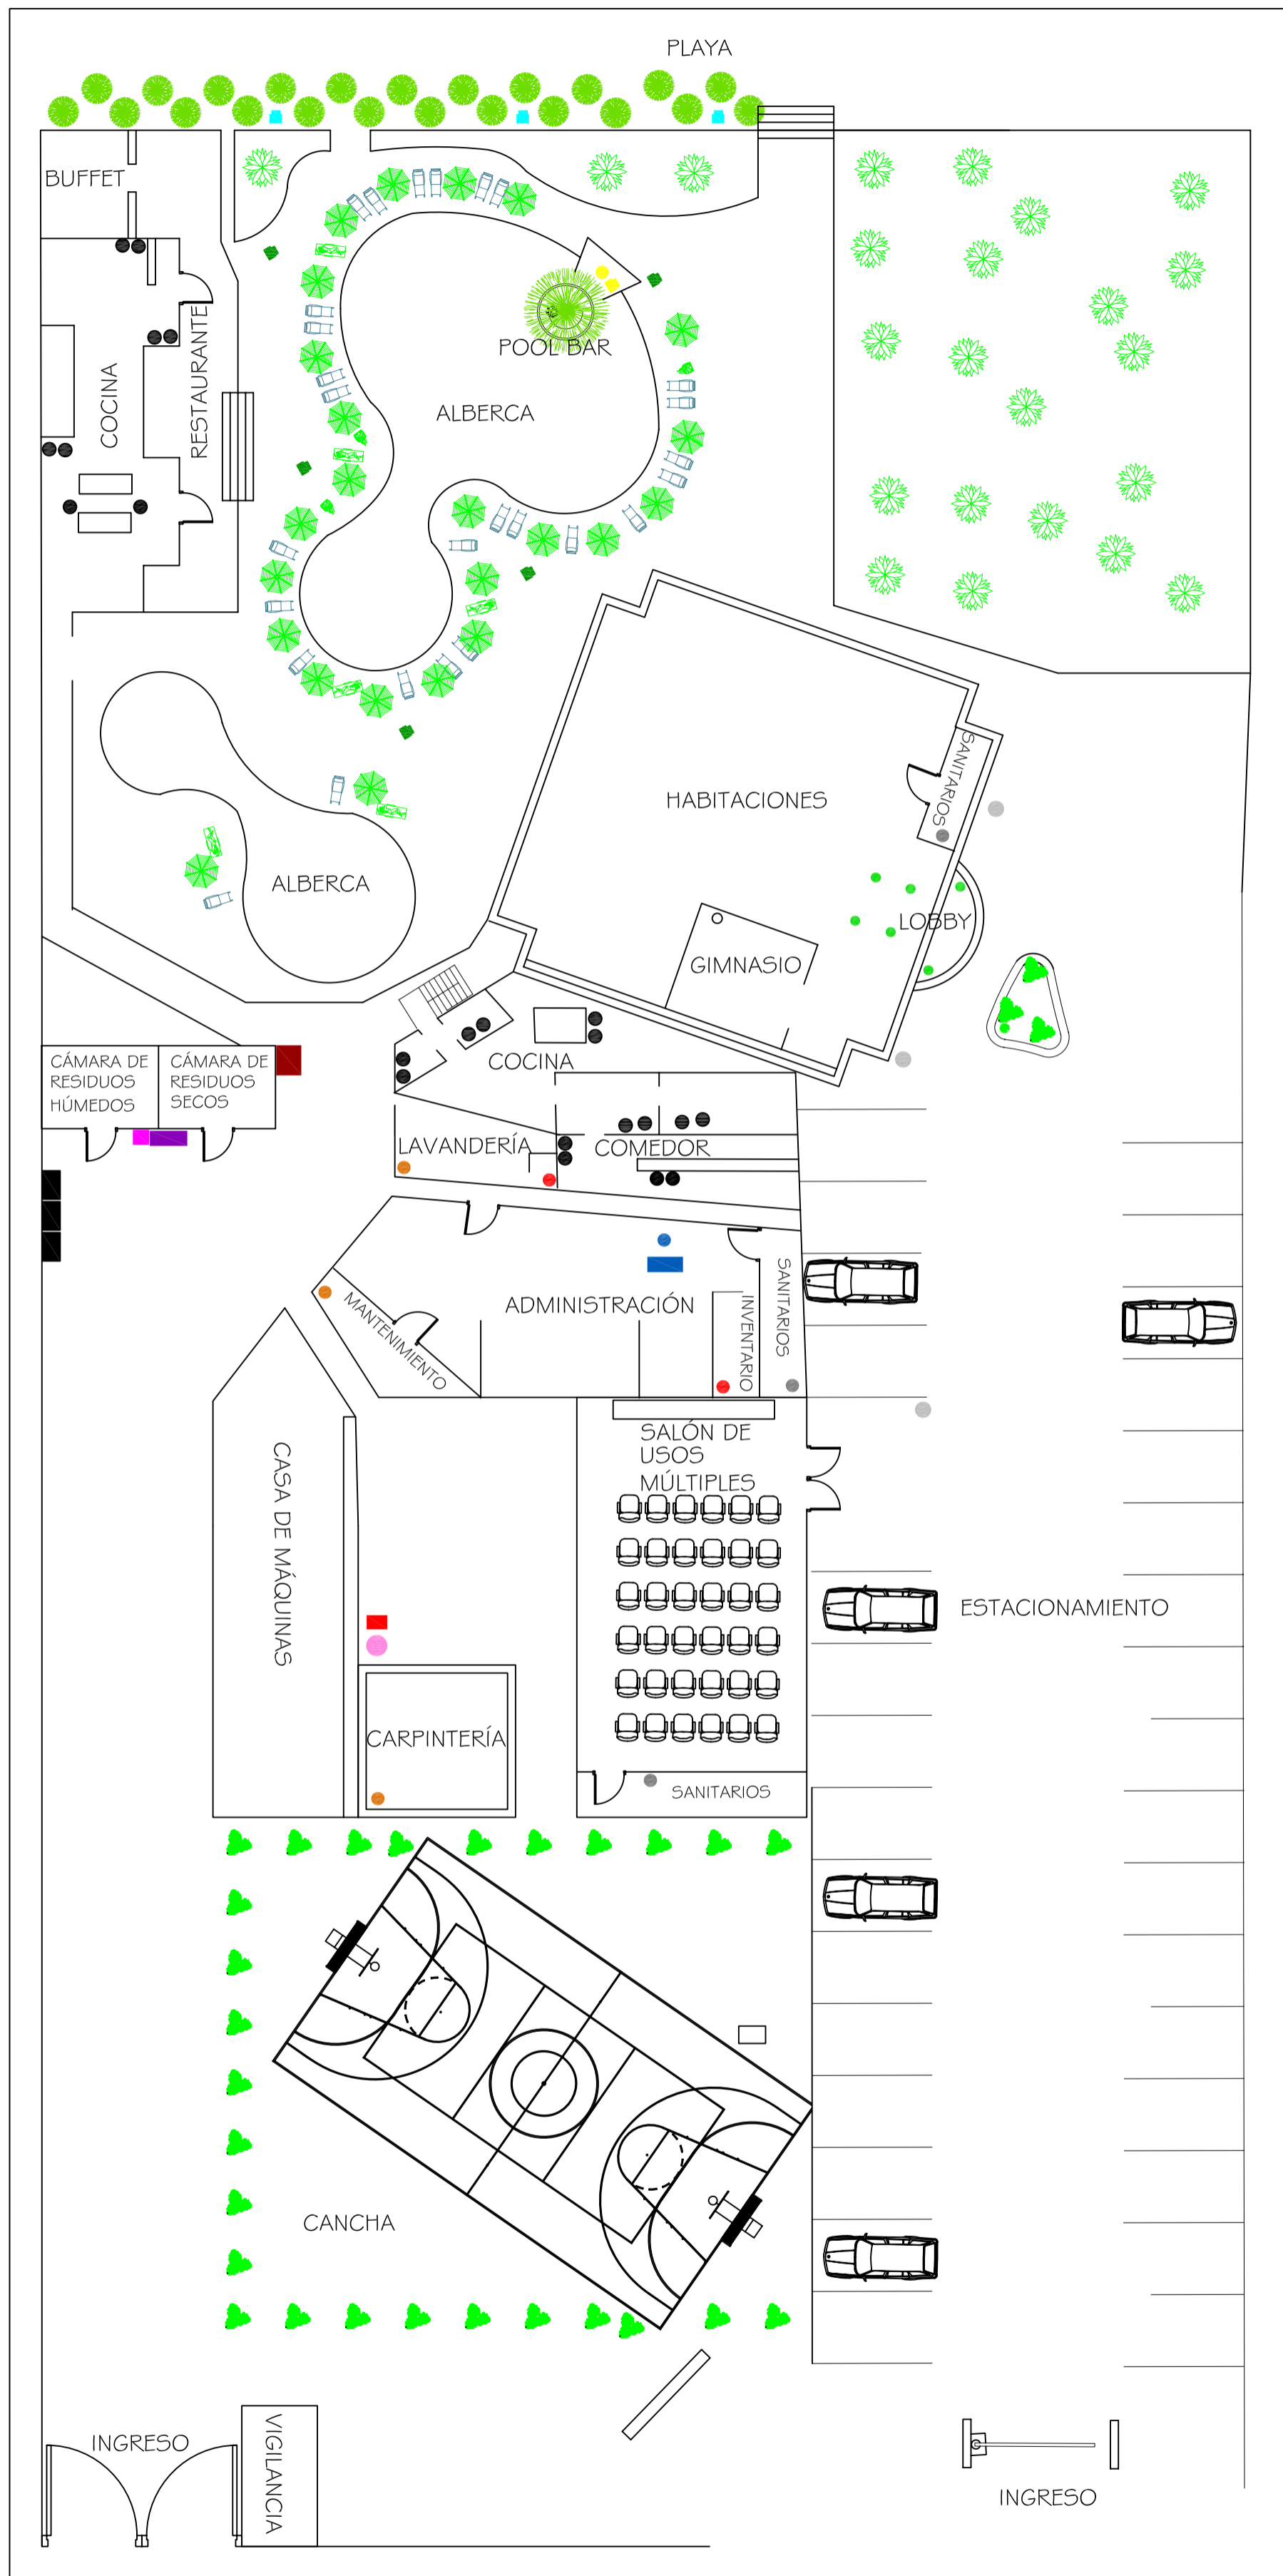 PLAYA
BUFFET
RESTAURANTE
COCINA
POOL BAR
ALBERCA
SANITARIOS
HABITACIONES
ALBERCA
LOBBY
GIMNASIO
COCINA
CÁMARA DE
RESIDUOS
HÚMEDOS
CÁMARA DE
RESIDUOS
SECOS
LAVANDERÍA
COMEDOR
SANITARIOS
INVENTARIO
ADMINISTRACIÓN
MANTENIMIENTO
SALÓN DE
USOS
MÚLTIPLES
CASA DE MÁQUINAS
ESTACIONAMIENTO
CARPINTERÍA
SANITARIOS
CANCHA
INGRESO
VIGILANCIA
INGRESO